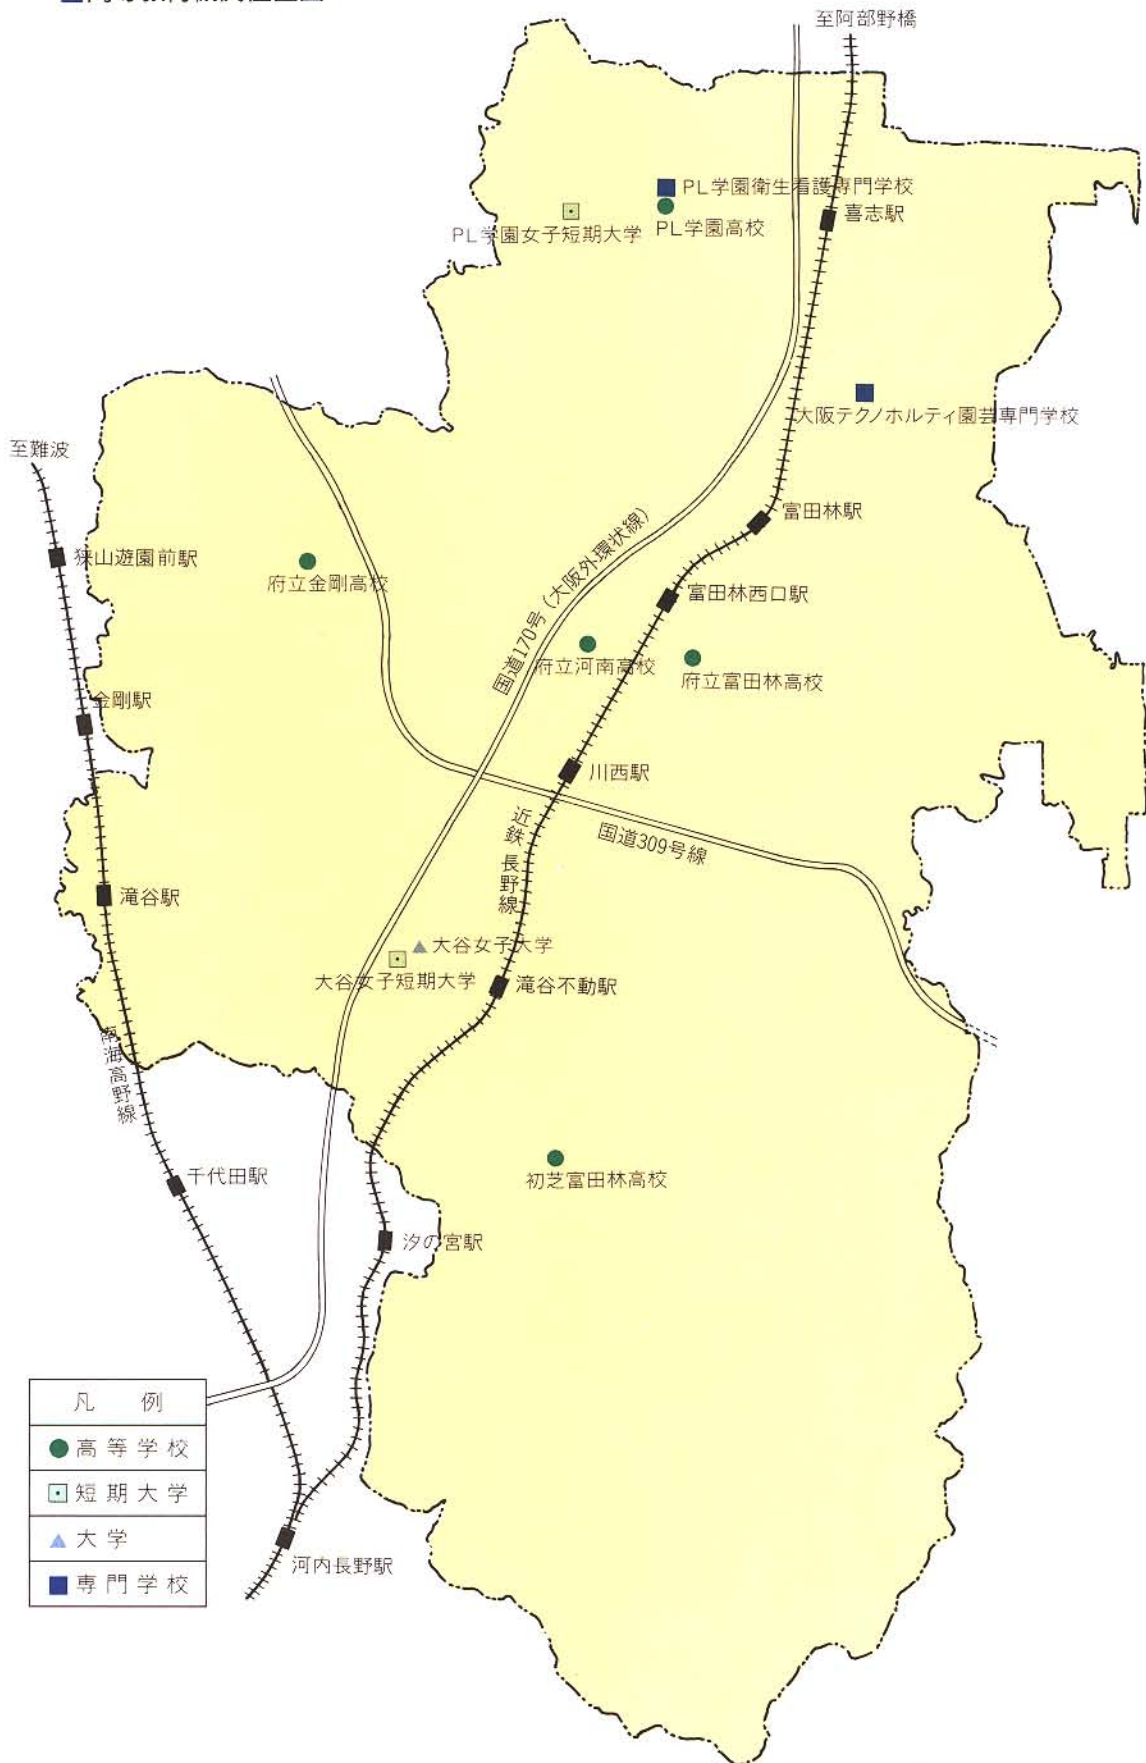 至阿部野橋
PL学園衛生看護専門学校
喜志駅
PL学園女子短期大学
PL学園高校
大阪テクノホルティ園芸専門学校
至難波
富田林駅
狭山遊園前駅
府立金剛高校
国道170号(大阪外環状線)
富田林西口駅
府立河南高校
府立富田林高校
金剛駅
川西駅
近鉄長野線
国道309号線
滝谷駅
大谷女子大学
大谷女子短期大学
滝谷不動駅
南海高野線
千代田駅
初芝富田林高校
汐の宮駅
凡 例
高等学校
短期大学
大学
専門学校
河内長野駅